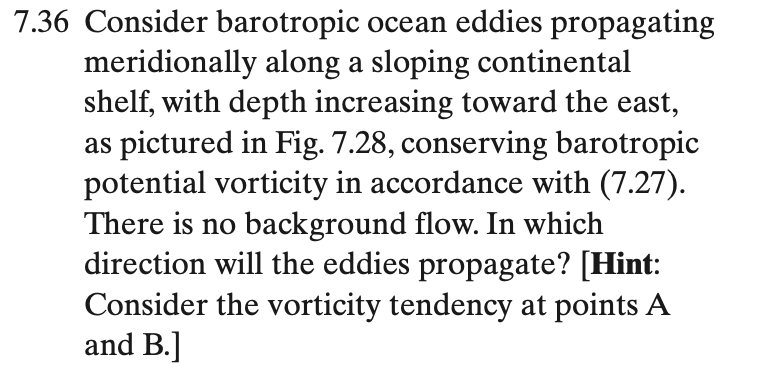 7.36 Consider barotropic ocean eddies propagating
meridionally along a sloping continental
shelf, with depth increasing toward the east,
as pictured in Fig. 7.28, conserving barotropic
potential vorticity in accordance with (7.27).
There is no background flow. In which
direction will the eddies propagate? [Hint:
Consider the vorticity tendency at points A
and B.]